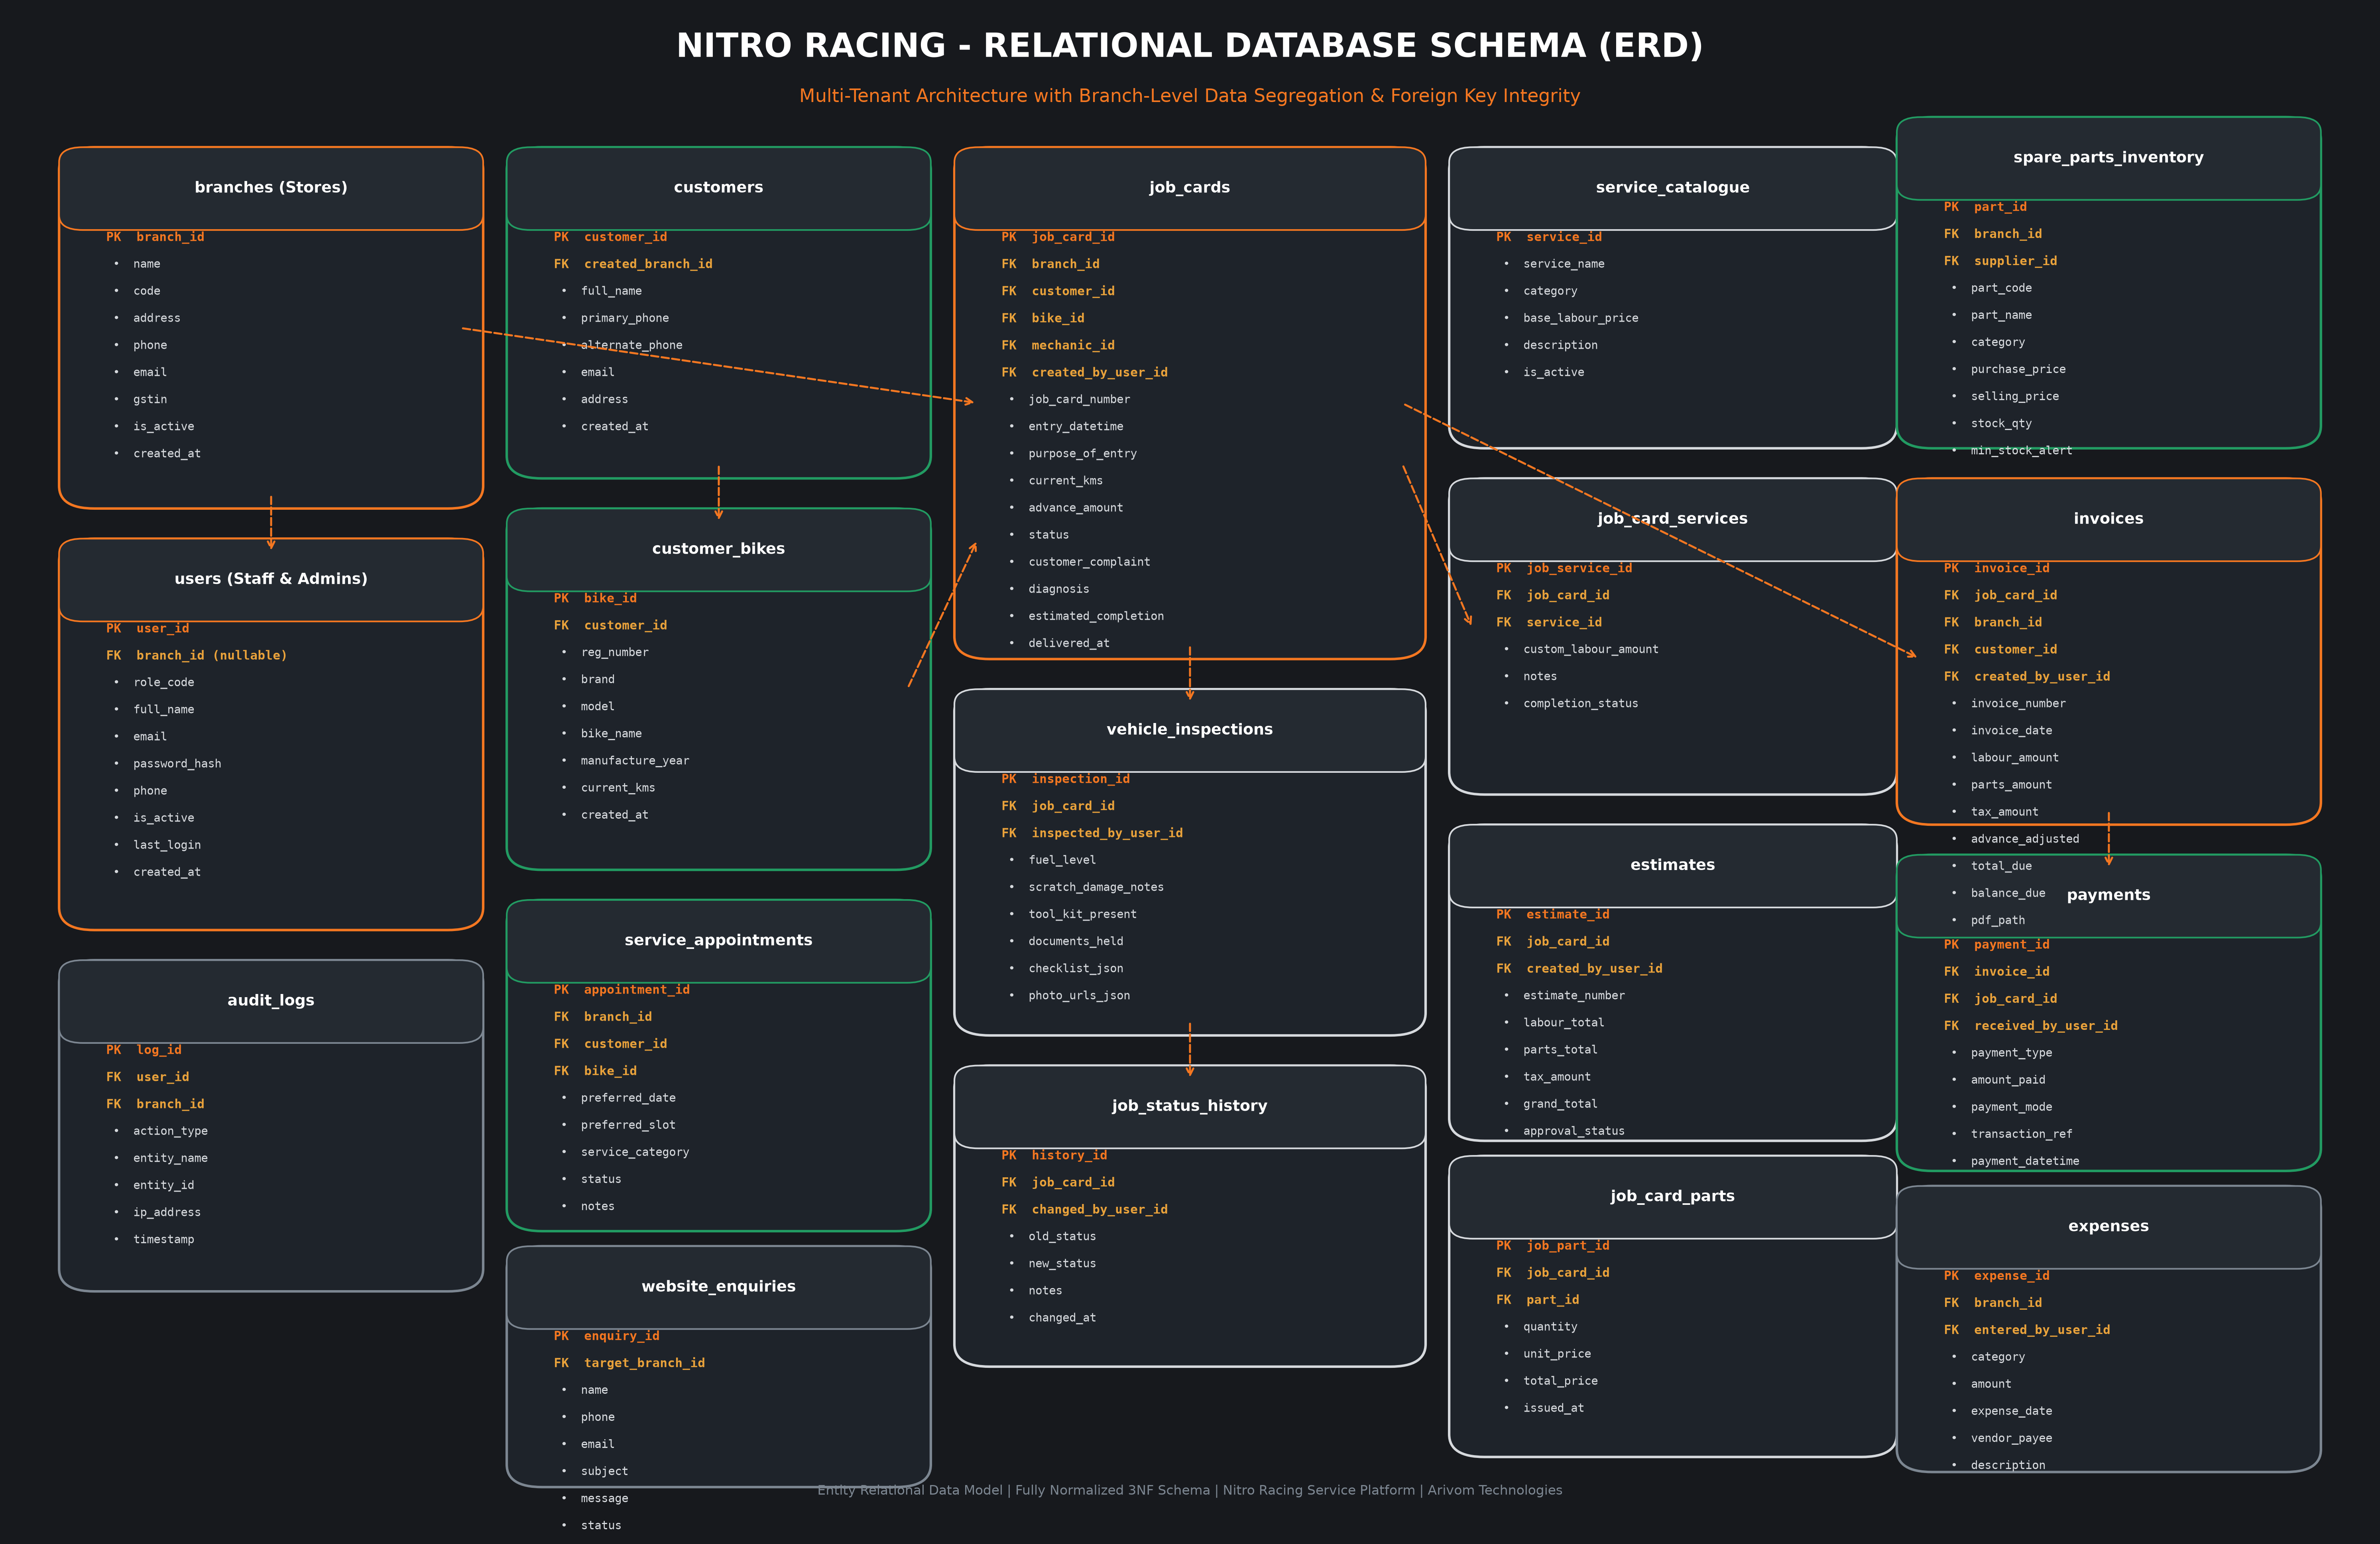 NITRO RACING - RELATIONAL DATABASE SCHEMA (ERD)
Multi-Tenant Architecture with Branch-Level Data Segregation & Foreign Key Integrity
branches (Stores)
PK branch_id
• name
• code
• address
• phone
• email
• gstin
• is_active
• created_at
users (Staff & Admins)
PK user_id
FK branch_id (nullable)
• role_code
• full_name
• email
• password_hash
• phone
• is_active
• last_login
• created_at
audit_logs
PK log_id
FK user_id
FK branch_id
• action_type
• entity_name
• entity_id
• ip_address
• timestamp
customers
PK customer_id
FK created_branch_id
• full_name
• primary_phone
• alternate_phone
• email
• address
• created_at
customer_bikes
PK bike_id
FK customer_id
• reg_number
• brand
• model
• bike_name
• manufacture_year
• current_kms
• created_at
service_appointments
PK appointment_id
FK branch_id
FK customer_id
FK bike_id
• preferred_date
• preferred_slot
• service_category
• status
• notes
website_enquiries
PK enquiry_id
FK target_branch_id
• name
• phone
• email
• subject
• message
• status
job_cards
PK job_card_id
FK branch_id
FK customer_id
FK bike_id
FK mechanic_id
FK created_by_user_id
• job_card_number
• entry_datetime
• purpose_of_entry
• current_kms
• advance_amount
• status
• customer_complaint
• diagnosis
• estimated_completion
• delivered_at
vehicle_inspections
PK inspection_id
FK job_card_id
FK inspected_by_user_id
• fuel_level
• scratch_damage_notes
• tool_kit_present
• documents_held
• checklist_json
• photo_urls_json
job_status_history
PK history_id
FK job_card_id
FK changed_by_user_id
• old_status
• new_status
• notes
• changed_at
service_catalogue
PK service_id
• service_name
• category
• base_labour_price
• description
• is_active
job_card_services
PK job_service_id
FK job_card_id
FK service_id
• custom_labour_amount
• notes
• completion_status
estimates
PK estimate_id
FK job_card_id
FK created_by_user_id
• estimate_number
• labour_total
• parts_total
• tax_amount
• grand_total
• approval_status
job_card_parts
PK job_part_id
FK job_card_id
FK part_id
• quantity
• unit_price
• total_price
• issued_at
spare_parts_inventory
PK part_id
FK branch_id
FK supplier_id
• part_code
• part_name
• category
• purchase_price
• selling_price
• stock_qty
• min_stock_alert
invoices
PK invoice_id
FK job_card_id
FK branch_id
FK customer_id
FK created_by_user_id
• invoice_number
• invoice_date
• labour_amount
• parts_amount
• tax_amount
• advance_adjusted
• total_due
• balance_due
• pdf_path
payments
PK payment_id
FK invoice_id
FK job_card_id
FK received_by_user_id
• payment_type
• amount_paid
• payment_mode
• transaction_ref
• payment_datetime
expenses
PK expense_id
FK branch_id
FK entered_by_user_id
• category
• amount
• expense_date
• vendor_payee
• description
Entity Relational Data Model | Fully Normalized 3NF Schema | Nitro Racing Service Platform | Arivom Technologies